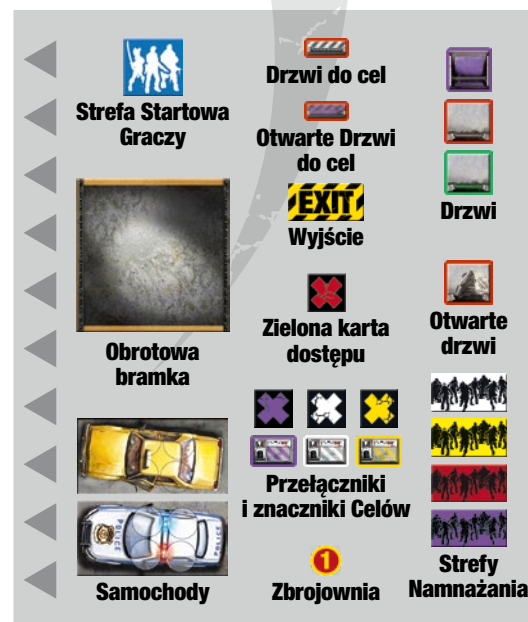 Strefa Startowa
Graczy
Obrotowa
bramka
POLICE
POLICE
Samochody
Drzwi do cel
Otwarte Drzwi
do cel
EXIT
Wyjście
Zielona karta
dostępu
Przełączniki
i znaczniki Celów
1
Zbrojownia
Drzwi
Otwarte
drzwi
Strefy
Namnażania